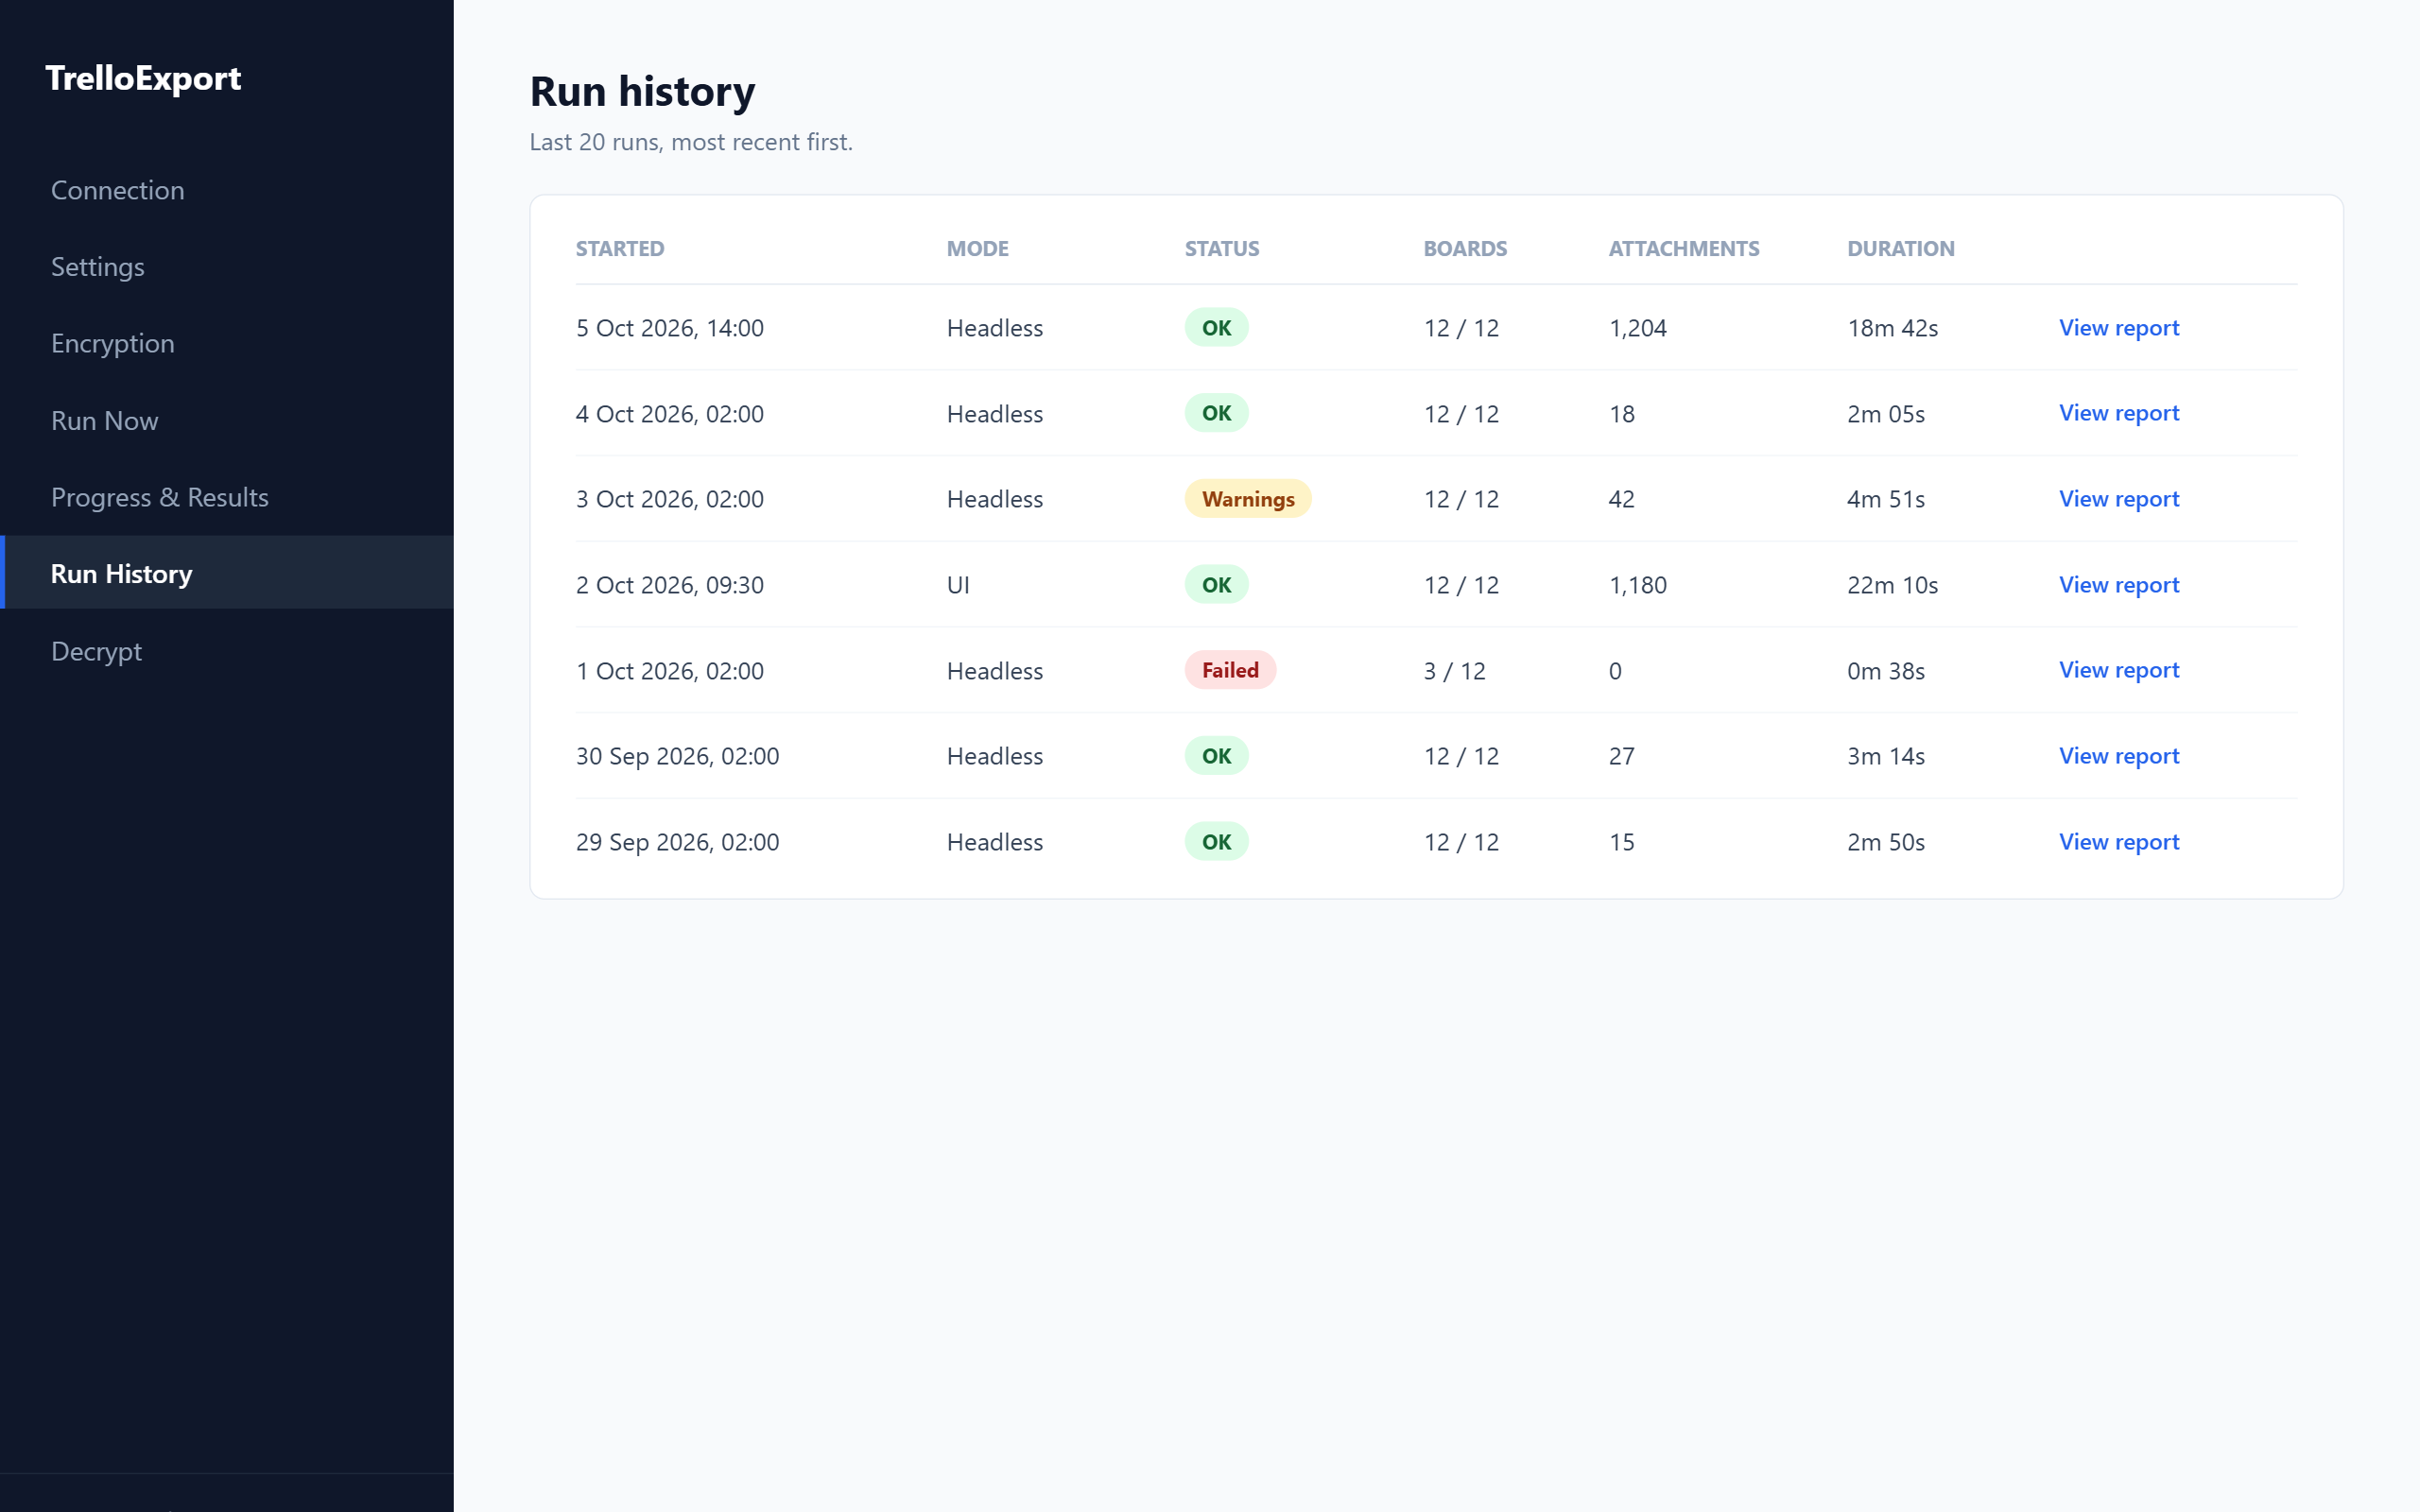 TrelloExport
Connection
Settings
Encryption
Run Now
Progress & Results
Run History
Decrypt
Run history
Last 20 runs, most recent first.
STARTED MODE STATUS BOARDS ATTACHMENTS DURATION
5 Oct 2026, 14:00 Headless OK 12 / 12 1,204 18m 42s View report
4 Oct 2026, 02:00 Headless OK 12 / 12 18 2m 05s View report
3 Oct 2026, 02:00 Headless Warnings 12 / 12 42 4m 51s View report
2 Oct 2026, 09:30 UI OK 12 / 12 1,180 22m 10s View report
1 Oct 2026, 02:00 Headless Failed 3 / 12 0 0m 38s View report
30 Sep 2026, 02:00 Headless OK 12 / 12 27 3m 14s View report
29 Sep 2026, 02:00 Headless OK 12 / 12 15 2m 50s View report